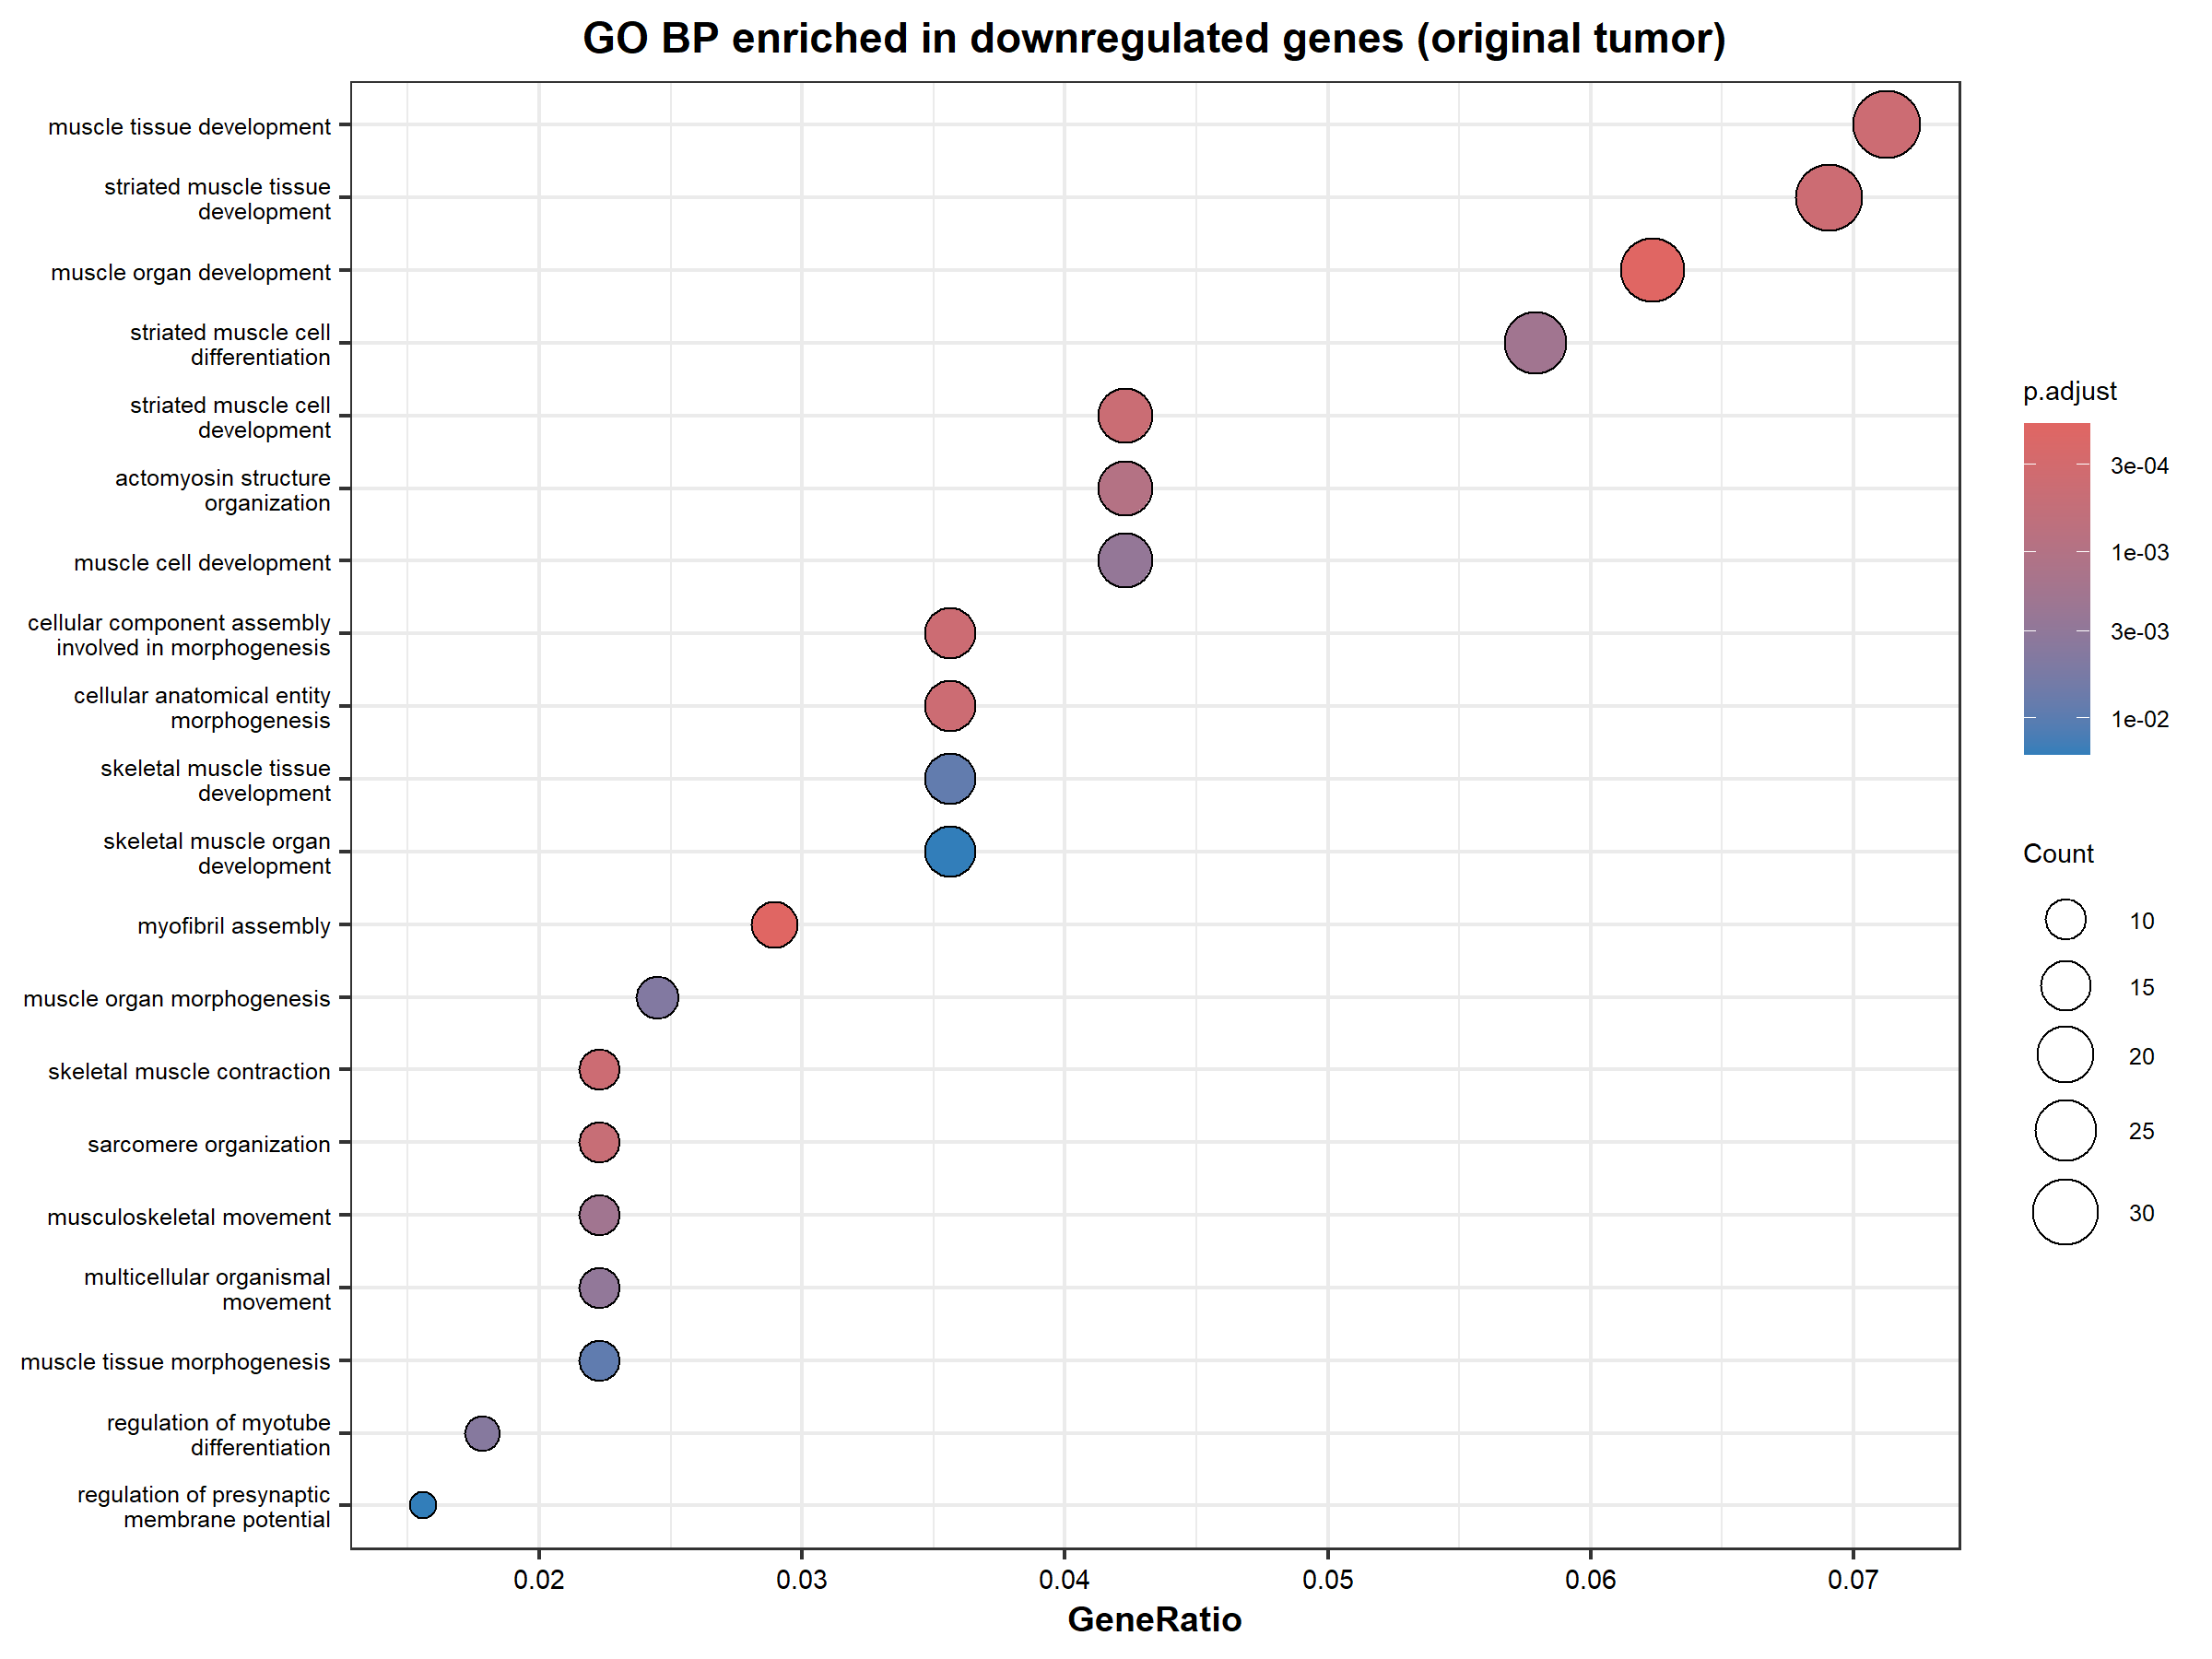 GO BP enriched in downregulated genes (original tumor)
muscle tissue development
striated muscle tissue
development
muscle organ development
striated muscle cell
differentiation
striated muscle cell
development
actomyosin structure
organization
muscle cell development
cellular component assembly
involved in morphogenesis
cellular anatomical entity
morphogenesis
skeletal muscle tissue
development
skeletal muscle organ
development
myofibril assembly
muscle organ morphogenesis
skeletal muscle contraction
sarcomere organization
musculoskeletal movement
multicellular organismal
movement
muscle tissue morphogenesis
regulation of myotube
differentiation
regulation of presynaptic
membrane potential
0.02 0.03 0.04 0.05 0.06 0.07
GeneRatio
p.adjust
3e-04
1e-03
3e-03
1e-02
Count
10
15
20
25
30